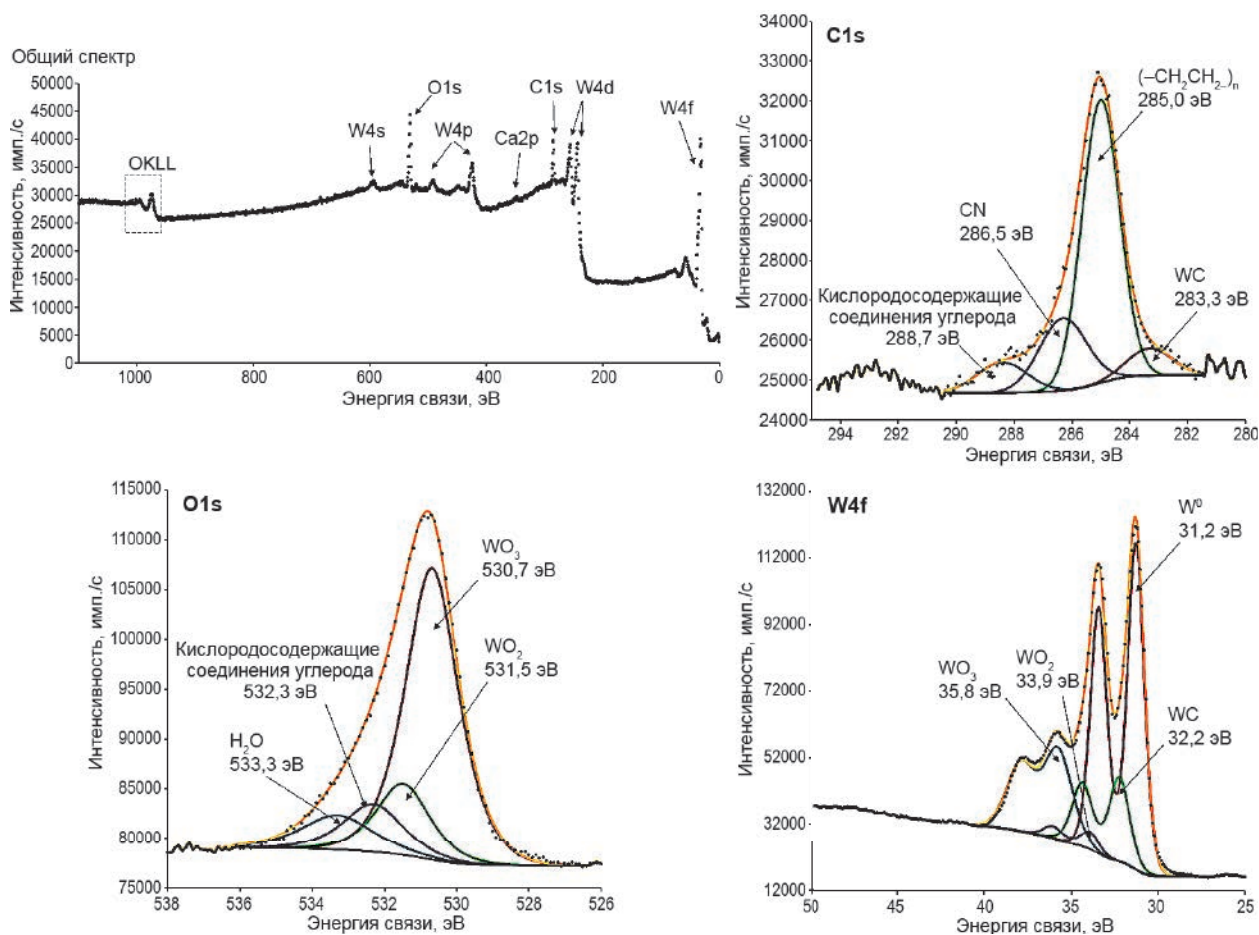 Общий спектр
50000
45000
40000
35000
30000
25000
20000
15000
10000
5000
0
Интенсивность, имп./с
OKLL
W4s
O1s
W4p
Ca2p
C1s
W4d
W4f
1000
800
600
400
200
0
Энергия связи, эВ
C1s
34000
33000
32000
31000
30000
29000
28000
27000
26000
25000
24000
Интенсивность, имп./с
(–CH₂CH₂–)ₙ
285,0 эВ
CN
286,5 эВ
WC
283,3 эВ
Кислородосодержащие
соединения углерода
288,7 эВ
294
292
290
288
286
284
282
280
Энергия связи, эВ
O1s
115000
110000
105000
100000
95000
90000
85000
80000
75000
Интенсивность, имп./с
WO₃
530,7 эВ
WO₂
531,5 эВ
Кислородосодержащие
соединения углерода
532,3 эВ
H₂O
533,3 эВ
538
536
534
532
530
528
526
Энергия связи, эВ
W4f
132000
112000
92000
72000
52000
32000
12000
Интенсивность, имп./с
W⁰
31,2 эВ
WO₂
33,9 эВ
WO₃
35,8 эВ
WC
32,2 эВ
50
45
40
35
30
25
Энергия связи, эВ